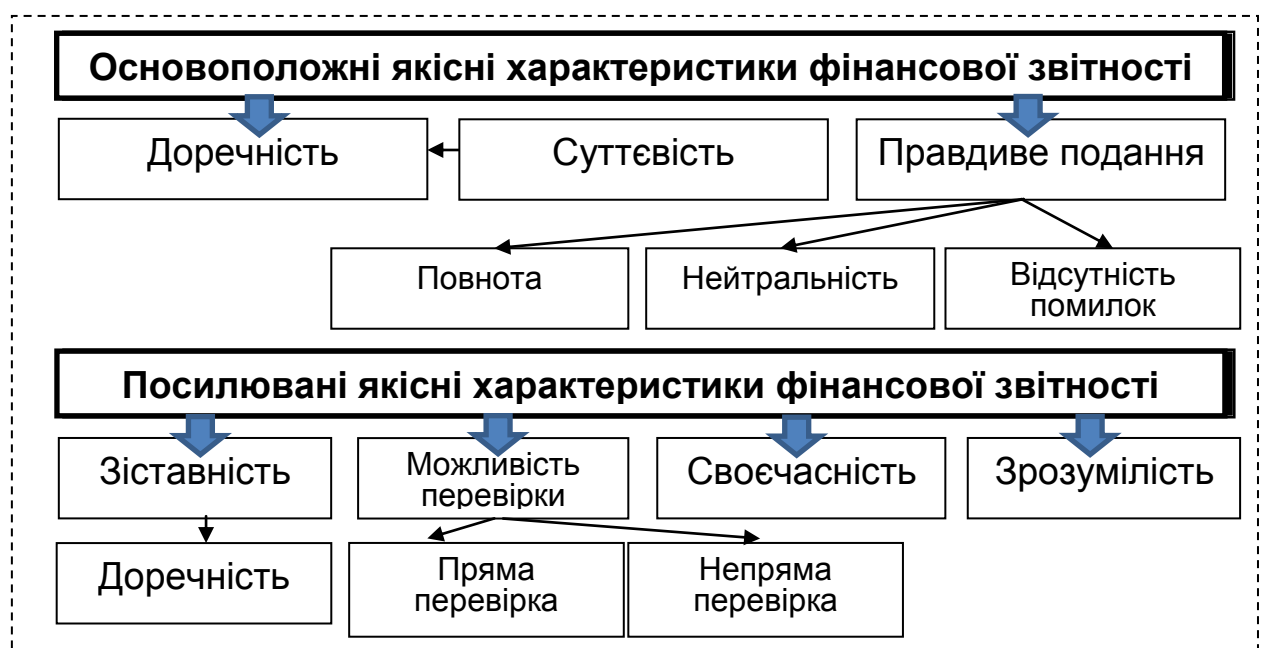 Основоположні якісні характеристики фінансової звітності
Доречність
Суттєвість
Правдиве подання
Повнота
Нейтральність
Відсутність
помилок
Посилювані якісні характеристики фінансової звітності
Зіставність
Можливість
перевірки
Своєчасність
Зрозумілість
Доречність
Пряма
перевірка
Непряма
перевірка